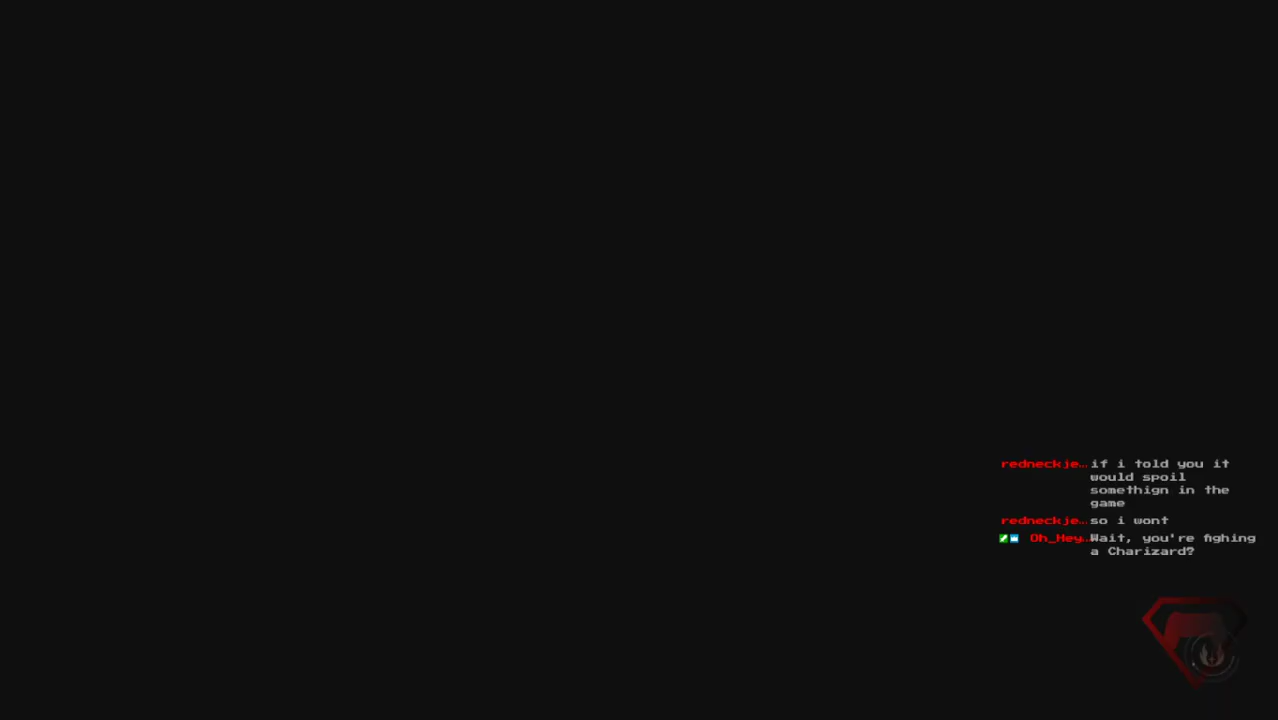 redneckje… if i told you it
would spoil
somethign in the
game
redneckje… so i wont
Oh_Hey… Wait, you're fighing
a Charizard?